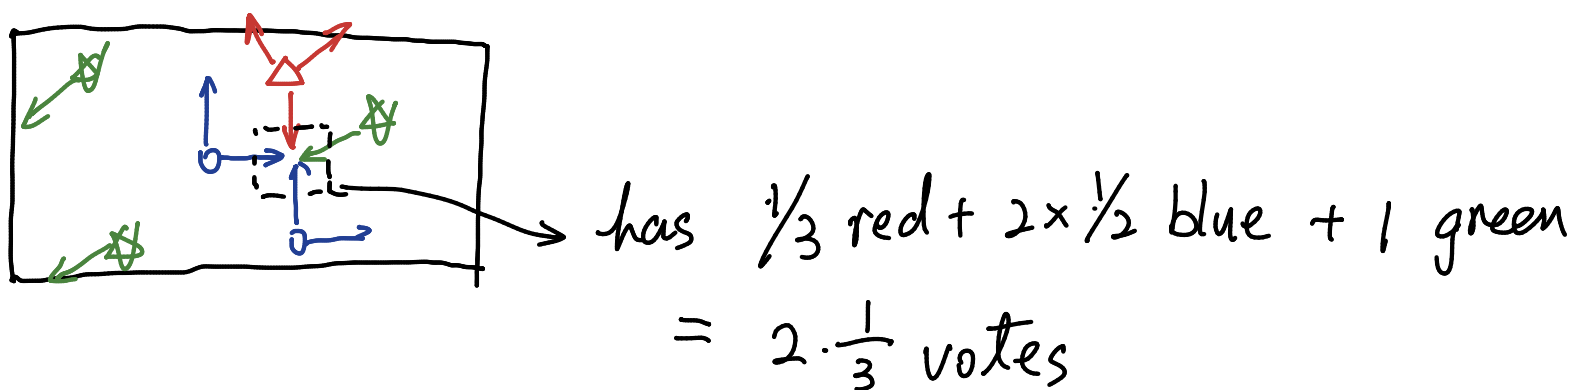 has 1/3 red + 2 × 1/2 blue + 1 green
= 2 · 1/3 votes